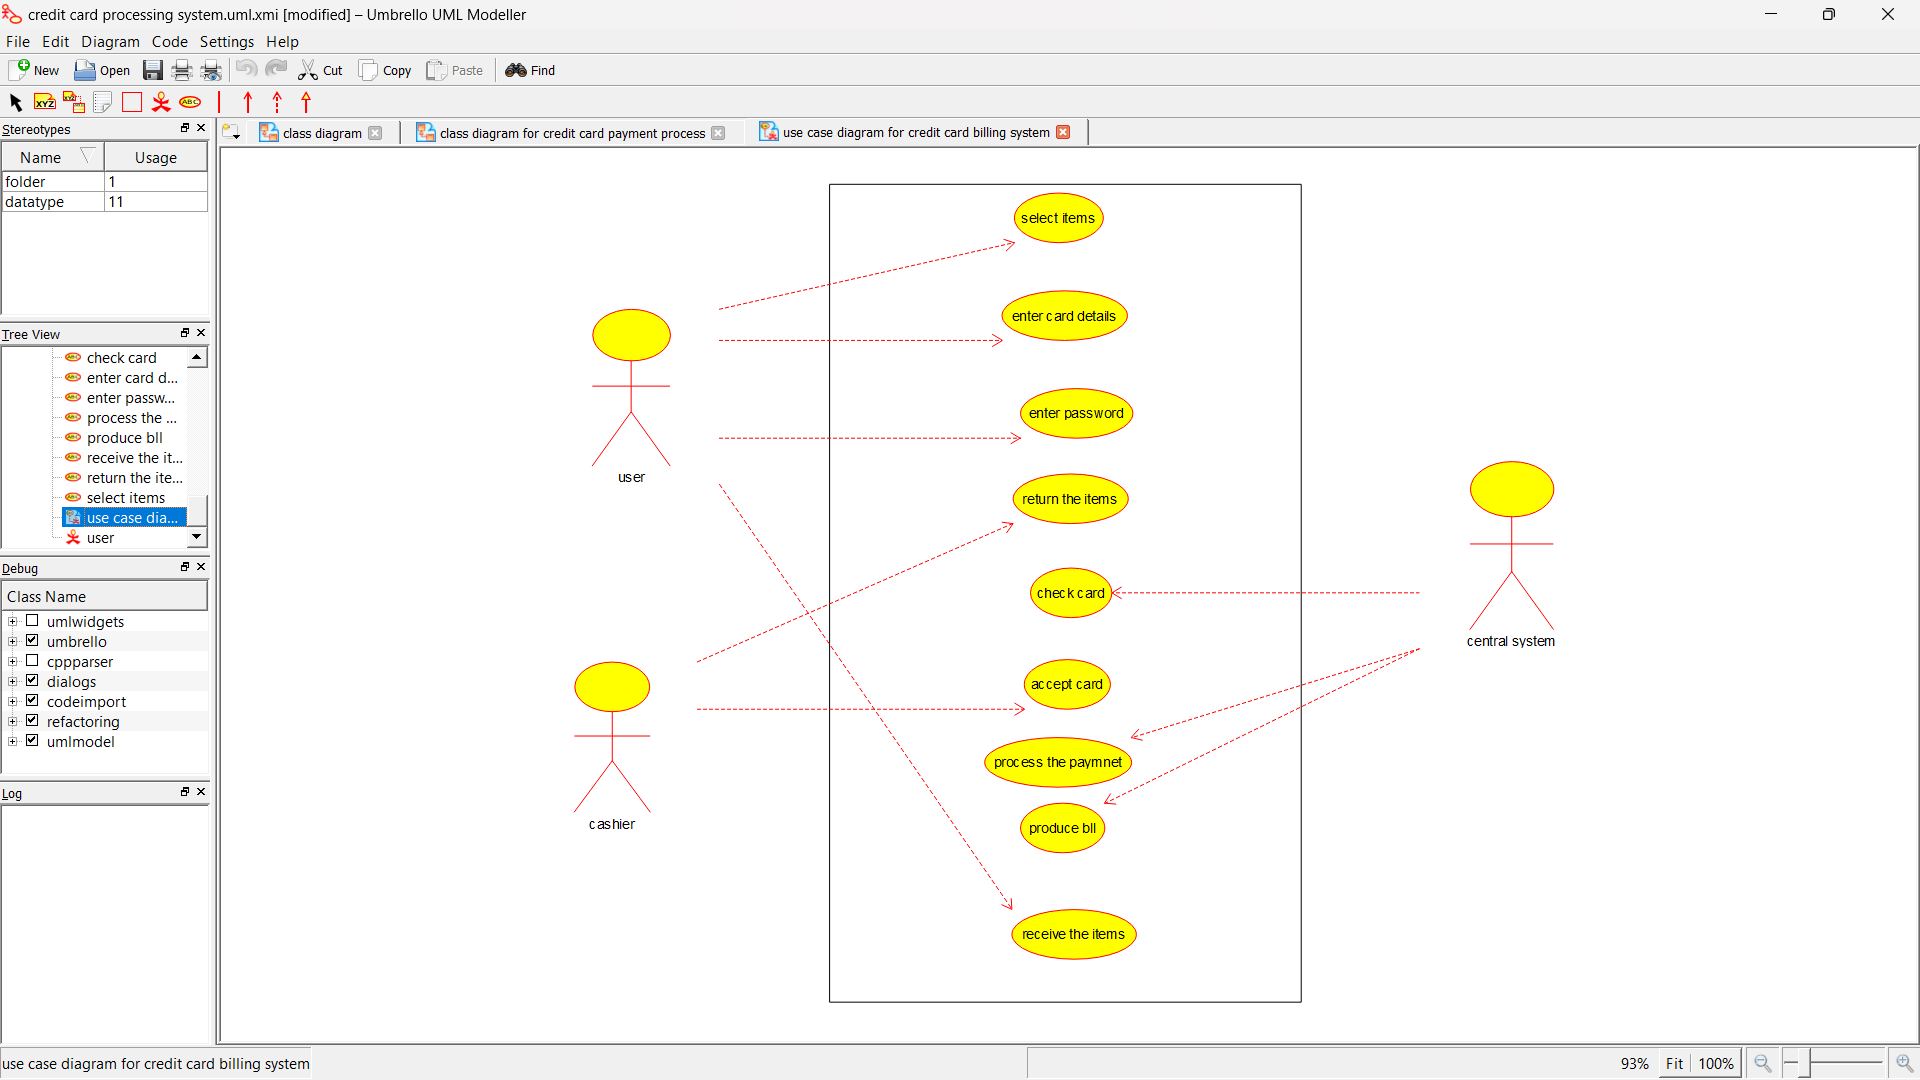 credit card processing system.uml.xmi [modified] – Umbrello UML Modeller
File Edit Diagram Code Settings Help
New Open Cut Copy Paste Find
XYZ XYZ ABC
Stereotypes
class diagram
class diagram for credit card payment process
use case diagram for credit card billing system
Name Usage
folder 1
datatype 11
Tree View
check card
enter card d...
enter passw...
process the ...
produce bll
receive the it...
return the ite...
select items
use case dia...
user
Debug
Class Name
umlwidgets
umbrello
cppparser
dialogs
codeimport
refactoring
umlmodel
Log
select items
enter card details
enter password
user
return the items
check card
central system
accept card
process the paymnet
cashier
produce bll
receive the items
use case diagram for credit card billing system
93% Fit 100%